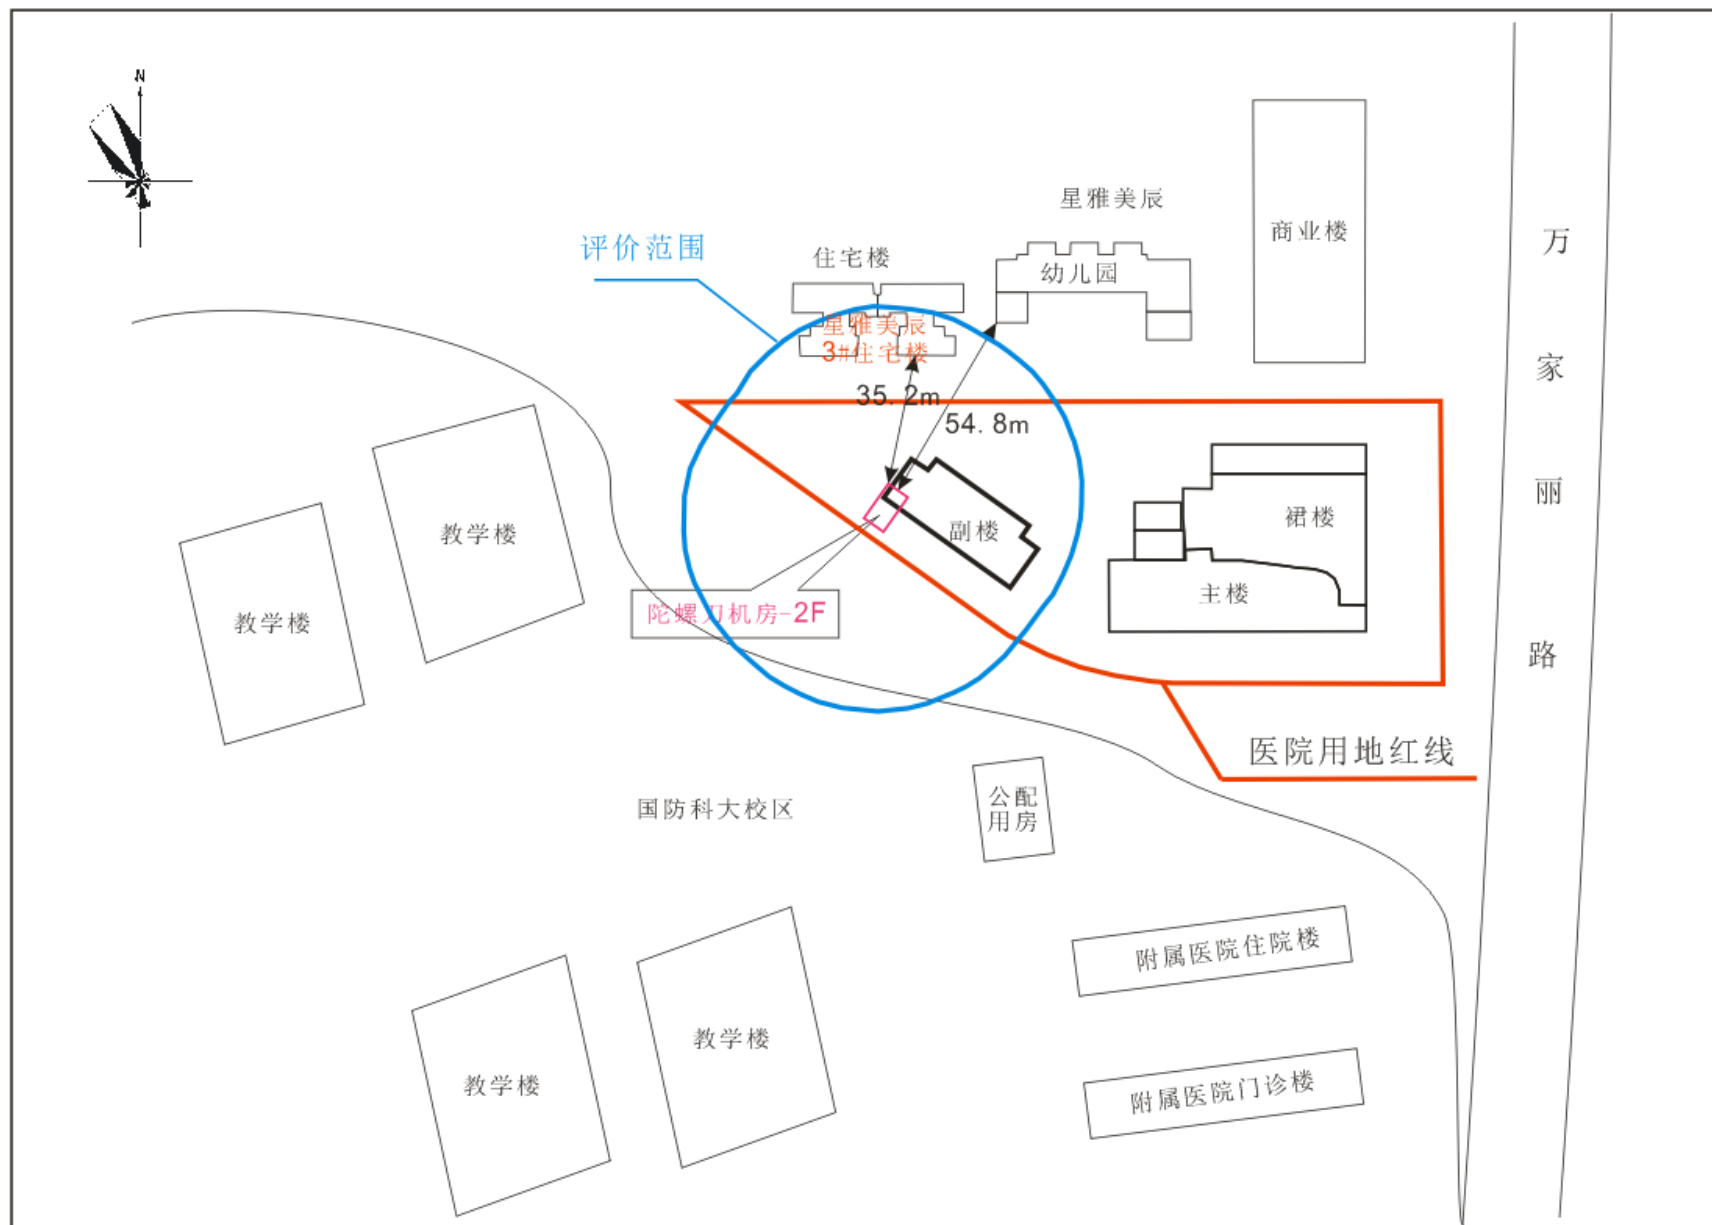 N
星雅美辰
商业楼
万
家
丽
路
评价范围
住宅楼
幼儿园
星雅美辰
3#住宅楼
35.2m
54.8m
教学楼
副楼
裙楼
主楼
教学楼
陀螺刀机房-2F
医院用地红线
国防科大校区
公配
用房
附属医院住院楼
教学楼
教学楼
附属医院门诊楼